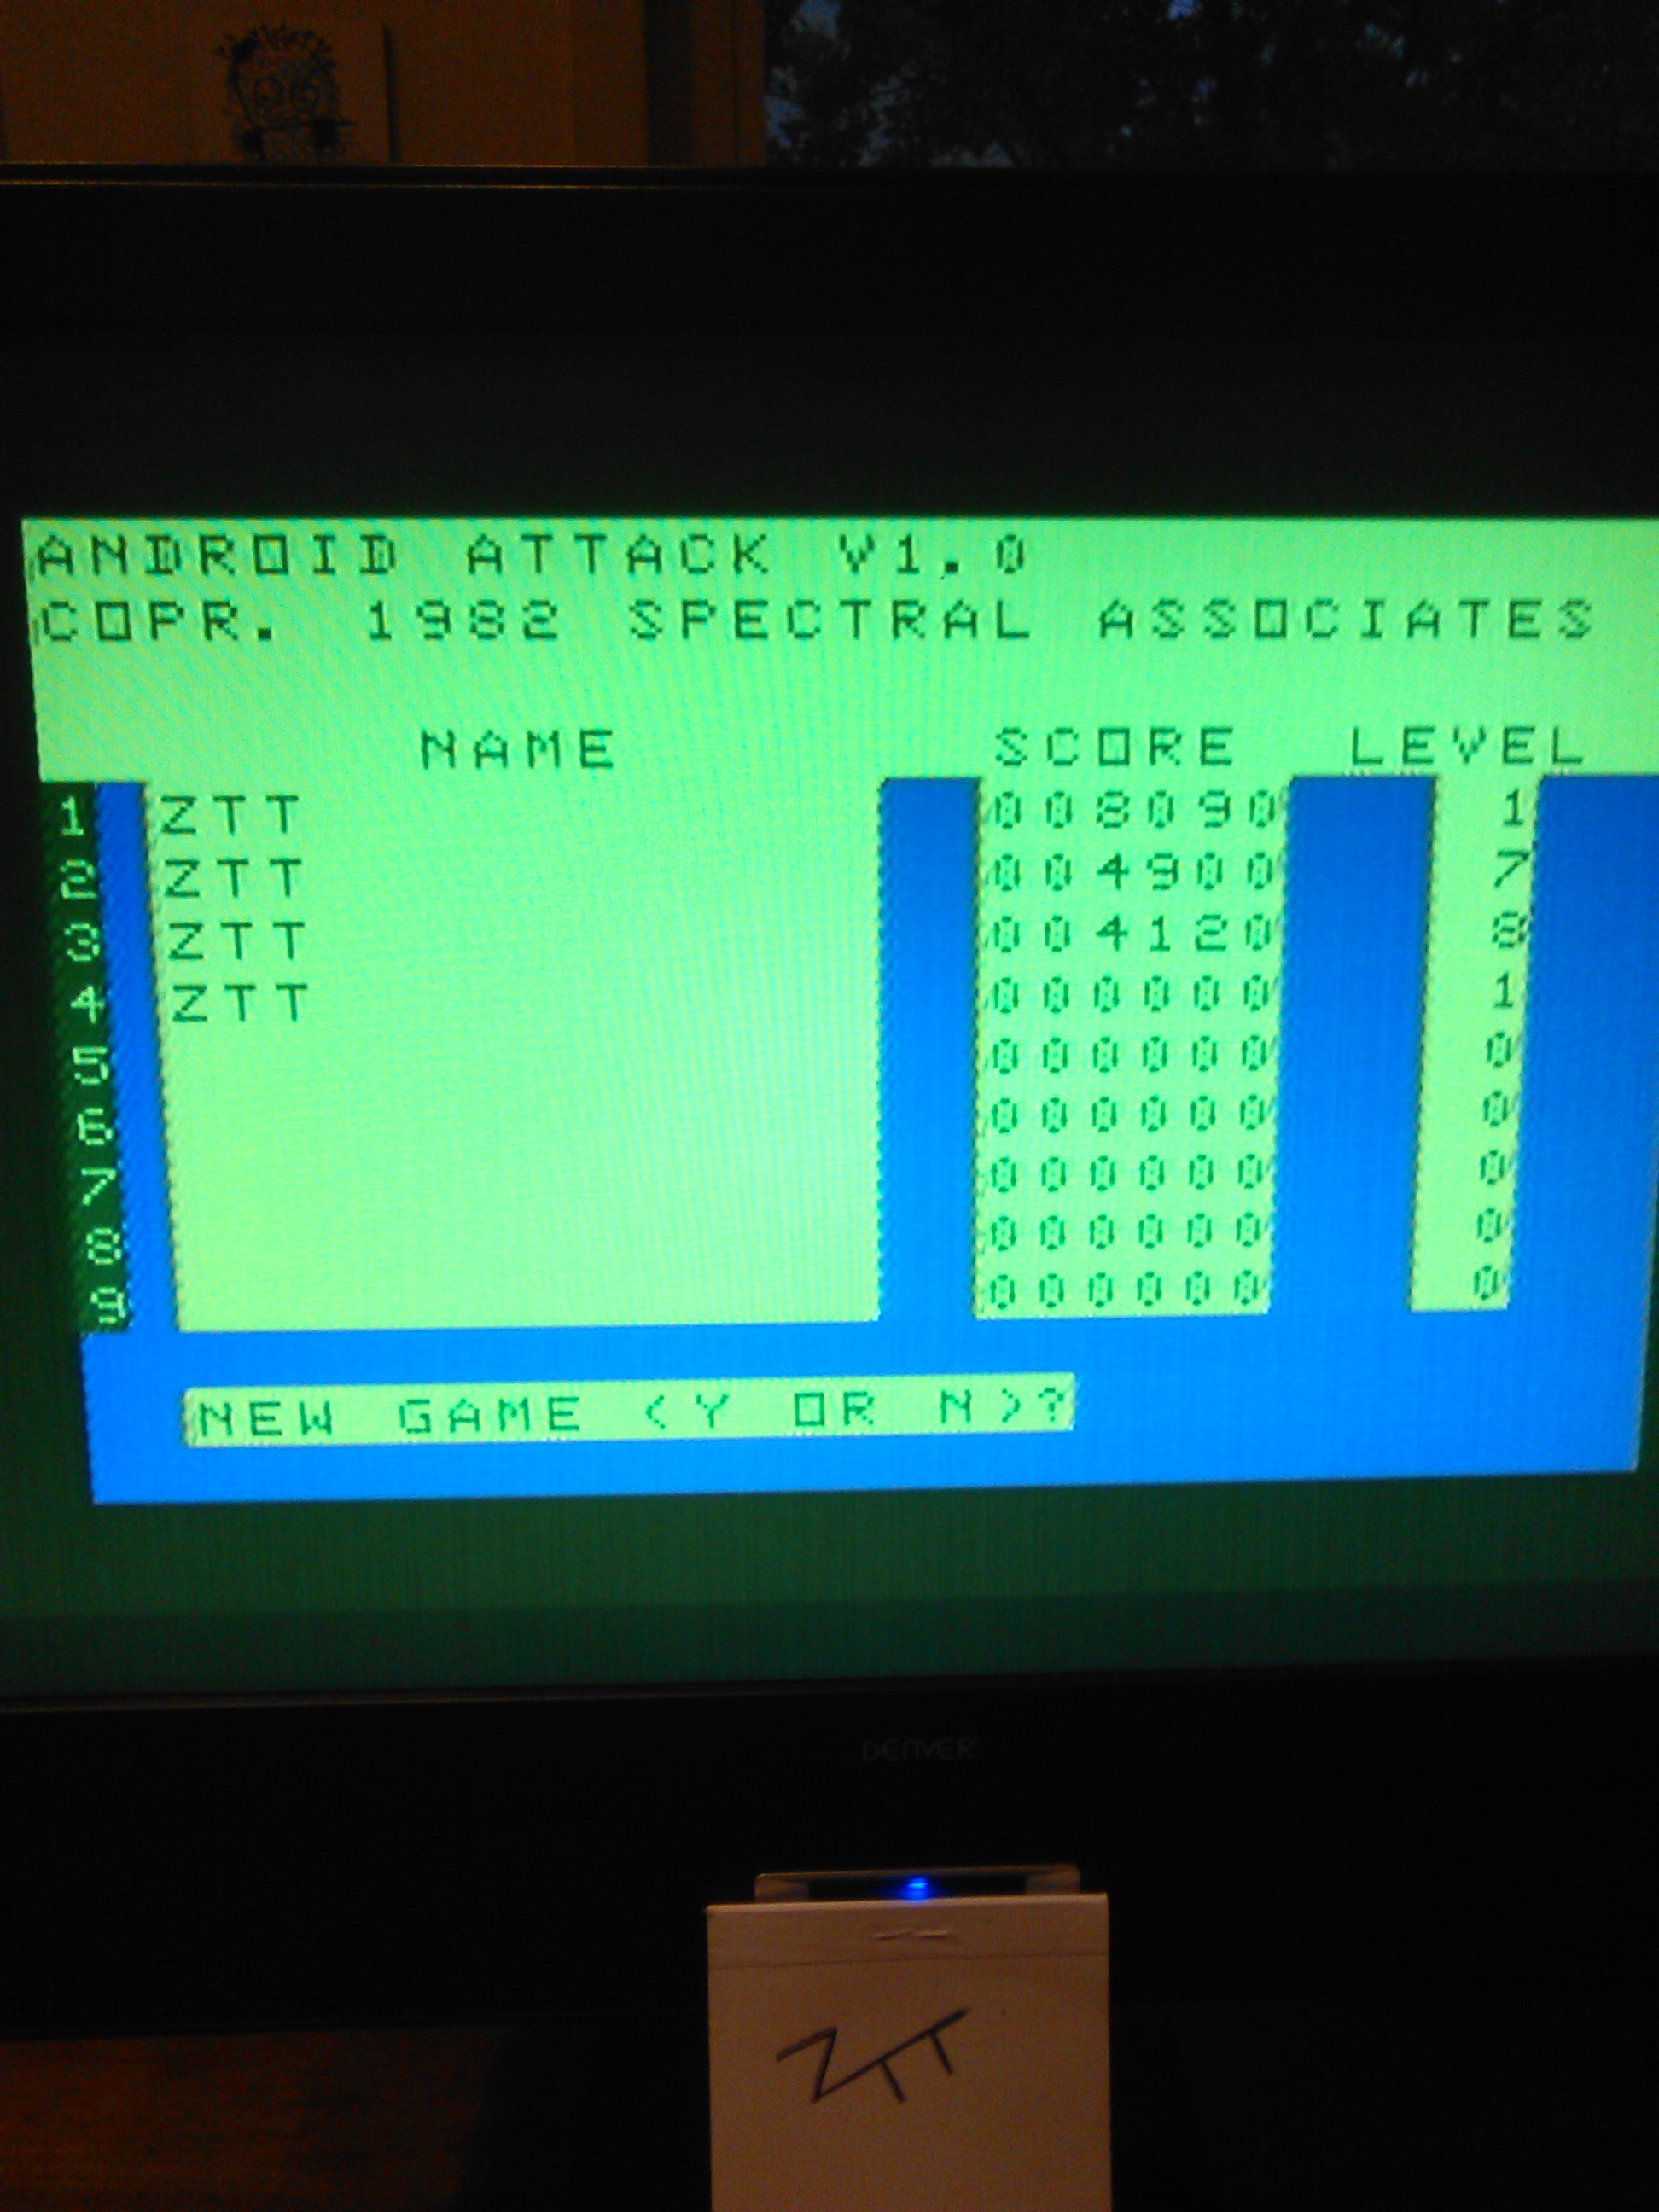 ANDROID ATTACK V1.0
COPR. 1982 SPECTRAL ASSOCIATES
NAME SCORE LEVEL
1 ZTT 008090 1
2 ZTT 004900 7
3 ZTT 004120 8
4 ZTT 000000 1
5 000000 0
6 000000 0
7 000000 0
8 000000 0
9 000000 0
NEW GAME <Y OR N>?
DENVER
ZTT